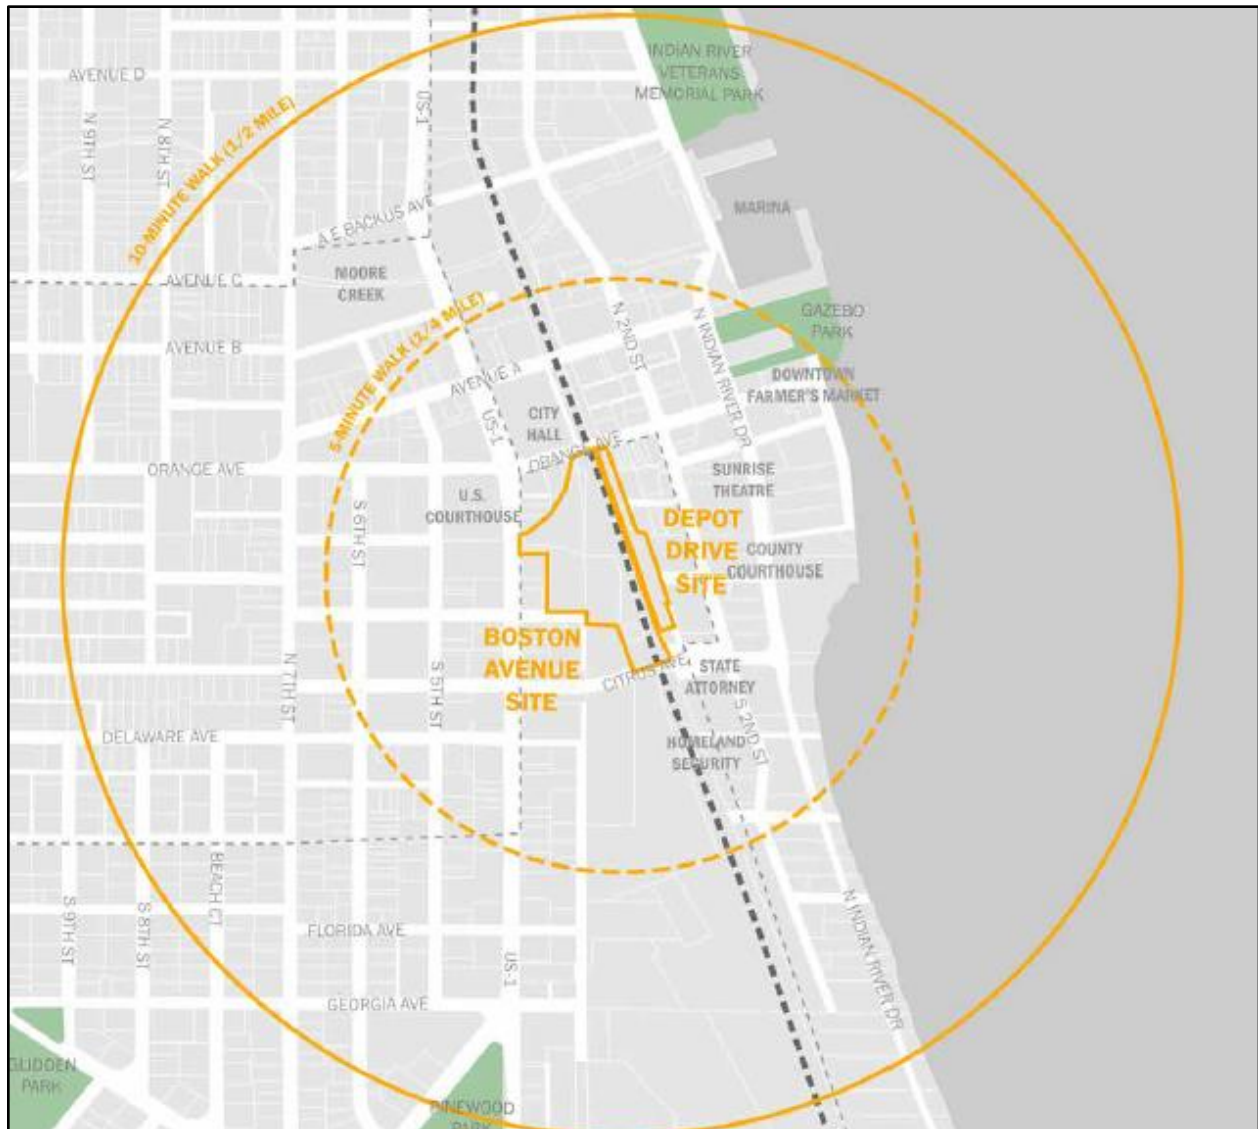 INDIAN RIVER
VETERANS
MEMORIAL PARK
AVENUE D
N 9TH ST
N 8TH ST
US-1
10-MINUTE WALK (1/2 MILE)
A E BACKUS AVE
MARINA
AVENUE C
MOORE
CREEK
5-MINUTE WALK (1/4 MILE)
N 2ND ST
N INDIAN RIVER DR
GAZEBO
PARK
AVENUE B
AVENUE A
DOWNTOWN
FARMER'S MARKET
US-1
CITY
HALL
ORANGE AVE
ORANGE AVE
SUNRISE
THEATRE
U.S.
COURTHOUSE
S 6TH ST
DEPOT
DRIVE
SITE
COUNTY
COURTHOUSE
BOSTON
AVENUE
SITE
N 7TH ST
S 5TH ST
CITRUS AVE
STATE
ATTORNEY
S 2ND ST
DELAWARE AVE
HOMELAND
SECURITY
BEACH CT
S 9TH ST
S 8TH ST
FLORIDA AVE
US-1
N INDIAN RIVER DR
GEORGIA AVE
GLIDDEN
PARK
PINEWOOD
PARK